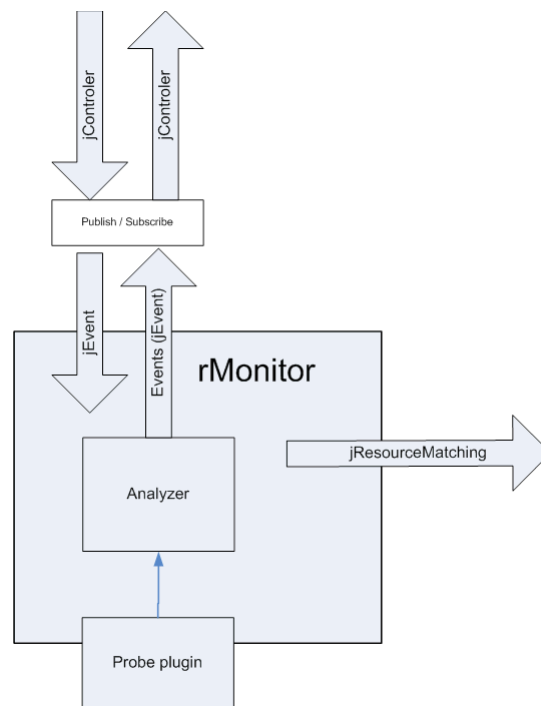 jControler
jControler
Publish / Subscribe
jEvent
Events (jEvent)
rMonitor
jResourceMatching
Analyzer
Probe plugin